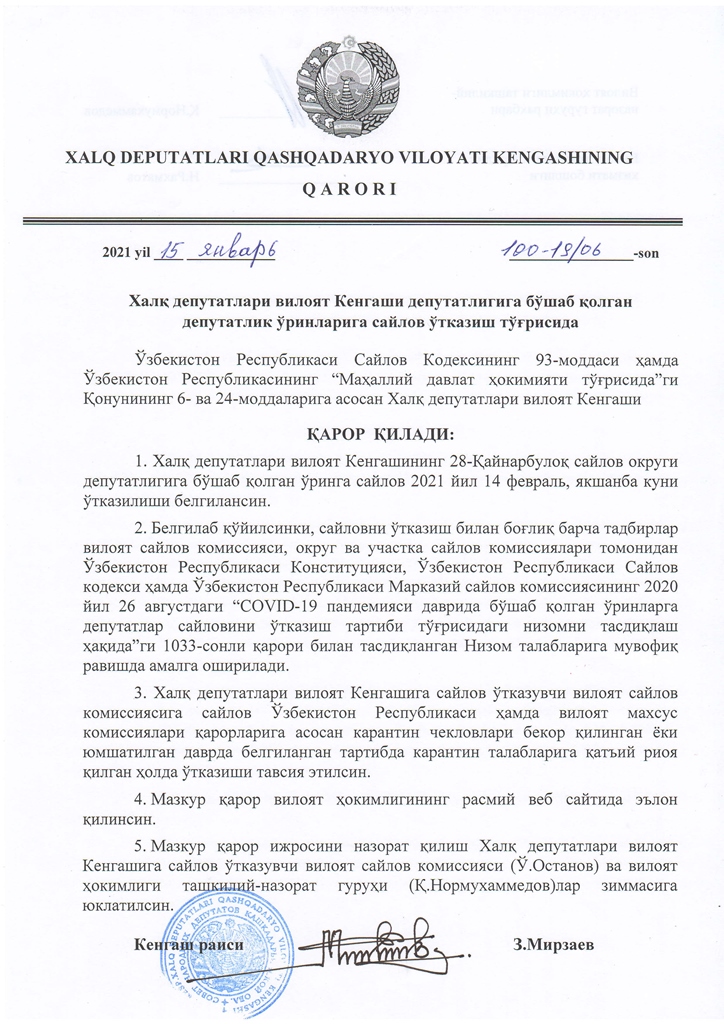 XALQ DEPUTATLARI QASHQADARYO VILOYATI KENGASHINING
QARORI
2021 yil 15 январь 100-19/06 -son
Халқ депутатлари вилоят Кенгаши депутатлигига бўшаб қолган
депутатлик ўринларига сайлов ўтказиш тўғрисида
Ўзбекистон Республикаси Сайлов Кодексининг 93-моддаси ҳамда
Ўзбекистон Республикасининг “Маҳаллий давлат ҳокимияти тўғрисида”ги
Қонунининг 6- ва 24-моддаларига асосан Халқ депутатлари вилоят Кенгаши
ҚАРОР ҚИЛАДИ:
1. Халқ депутатлари вилоят Кенгашининг 28-Қайнарбулоқ сайлов округи
депутатлигига бўшаб қолган ўринга сайлов 2021 йил 14 февраль, якшанба куни
ўтказилиши белгилансин.
2. Белгилаб қўйилсинки, сайловни ўтказиш билан боғлиқ барча тадбирлар
вилоят сайлов комиссияси, округ ва участка сайлов комиссиялари томонидан
Ўзбекистон Республикаси Конституцияси, Ўзбекистон Республикаси Сайлов
кодекси ҳамда Ўзбекистон Республикаси Марказий сайлов комиссиясининг 2020
йил 26 августдаги “COVID-19 пандемияси даврида бўшаб қолган ўринларга
депутатлар сайловини ўтказиш тартиби тўғрисидаги низомни тасдиқлаш
ҳақида”ги 1033-сонли қарори билан тасдиқланган Низом талабларига мувофиқ
равишда амалга оширилади.
3. Халқ депутатлари вилоят Кенгашига сайлов ўтказувчи вилоят сайлов
комиссиясига сайлов Ўзбекистон Республикаси ҳамда вилоят махсус
комиссиялари қарорларига асосан карантин чекловлари бекор қилинган ёки
юмшатилган даврда белгиланган тартибда карантин талабларига қатъий риоя
қилган ҳолда ўтказиши тавсия этилсин.
4. Мазкур қарор вилоят ҳокимлигининг расмий веб сайтида эълон
қилинсин.
5. Мазкур қарор ижросини назорат қилиш Халқ депутатлари вилоят
Кенгашига сайлов ўтказувчи вилоят сайлов комиссияси (Ў.Останов) ва вилоят
ҳокимлиги ташкилий-назорат гуруҳи (Қ.Нормухаммедов)лар зиммасига
юклатилсин.
Кенгаш раиси З.Мирзаев